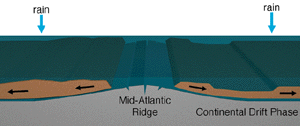 rain
rain
Mid-Atlantic
Ridge
Continental Drift Phase